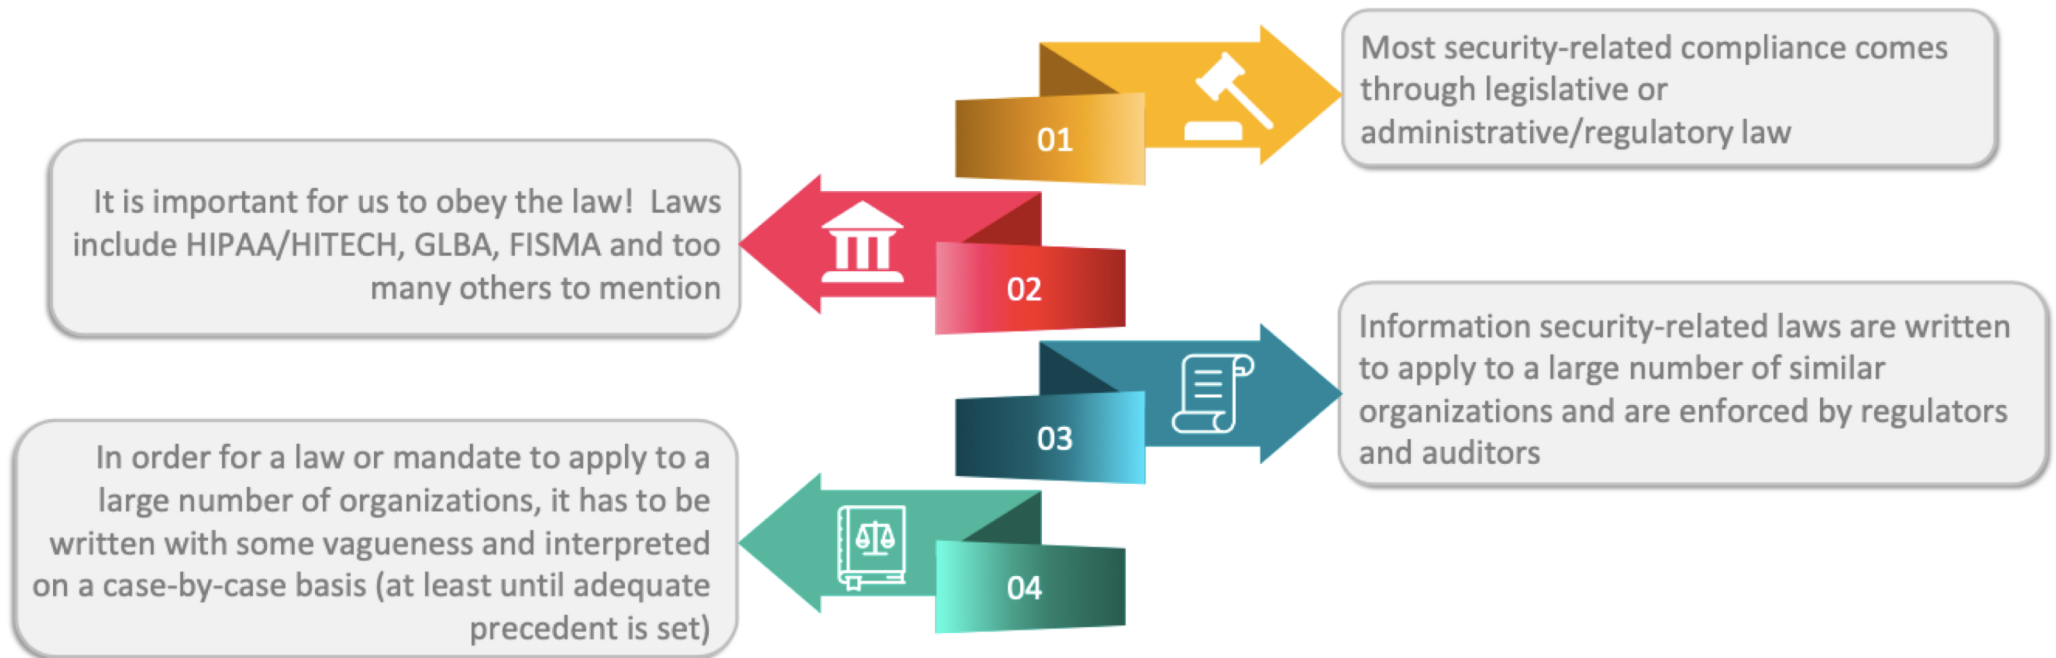 01
Most security-related compliance comes
through legislative or
administrative/regulatory law
02
It is important for us to obey the law!  Laws
include HIPAA/HITECH, GLBA, FISMA and too
many others to mention
03
Information security-related laws are written
to apply to a large number of similar
organizations and are enforced by regulators
and auditors
04
In order for a law or mandate to apply to a
large number of organizations, it has to be
written with some vagueness and interpreted
on a case-by-case basis (at least until adequate
precedent is set)